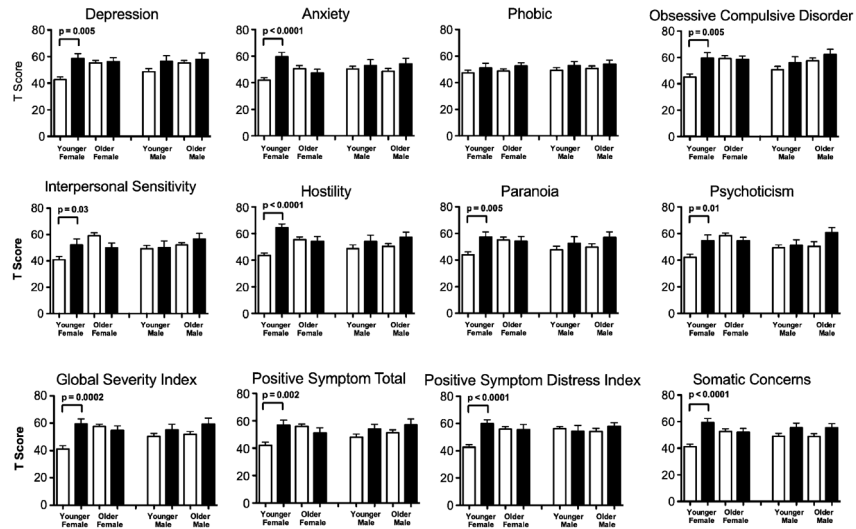 Depression
p = 0.005
80
60
40
20
0
T Score
Younger Female
Older Female
Younger Male
Older Male
Anxiety
p < 0.0001
80
60
40
20
0
Younger Female
Older Female
Younger Male
Older Male
Phobic
80
60
40
20
0
Younger Female
Older Female
Younger Male
Older Male
Obsessive Compulsive Disorder
p = 0.005
80
60
40
20
0
Younger Female
Older Female
Younger Male
Older Male
Interpersonal Sensitivity
p = 0.03
80
60
40
20
0
T Score
Younger Female
Older Female
Younger Male
Older Male
Hostility
p < 0.0001
80
60
40
20
0
Younger Female
Older Female
Younger Male
Older Male
Paranoia
p = 0.005
80
60
40
20
0
Younger Female
Older Female
Younger Male
Older Male
Psychoticism
p = 0.01
80
60
40
20
0
Younger Female
Older Female
Younger Male
Older Male
Global Severity Index
p = 0.0002
80
60
40
20
0
T Score
Younger Female
Older Female
Younger Male
Older Male
Positive Symptom Total
p = 0.002
80
60
40
20
0
Younger Female
Older Female
Younger Male
Older Male
Positive Symptom Distress Index
p < 0.0001
80
60
40
20
0
Younger Female
Older Female
Younger Male
Older Male
Somatic Concerns
p < 0.0001
80
60
40
20
0
Younger Female
Older Female
Younger Male
Older Male